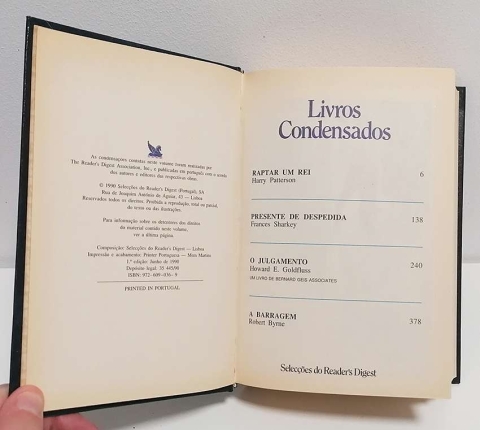 As condensações contidas neste volume foram realizadas por
The Reader's Digest Association, Inc., e publicadas em português com o acordo
dos autores e editores das respectivas obras.
© 1990 Selecções do Reader's Digest (Portugal), SA
Rua de Joaquim António de Aguiar, 43 — Lisboa
Reservados todos os direitos. Proibida a reprodução, total ou parcial,
do texto ou das ilustrações.
Para informação sobre os detentores dos direitos
do material contido neste volume,
ver a última página.
Composição: Selecções do Reader's Digest — Lisboa
Impressão e acabamento: Printer Portuguesa — Mem Martins
1.ª edição: Junho de 1990
Depósito legal: 35 445/90
ISBN: 972-609-036-9
PRINTED IN PORTUGAL
Livros
Condensados
RAPTAR UM REI 6
Harry Patterson
PRESENTE DE DESPEDIDA 138
Frances Sharkey
O JULGAMENTO 240
Howard E. Goldfluss
UM LIVRO DE BERNARD GEIS ASSOCIATES
A BARRAGEM 378
Robert Byrne
Selecções do Reader's Digest